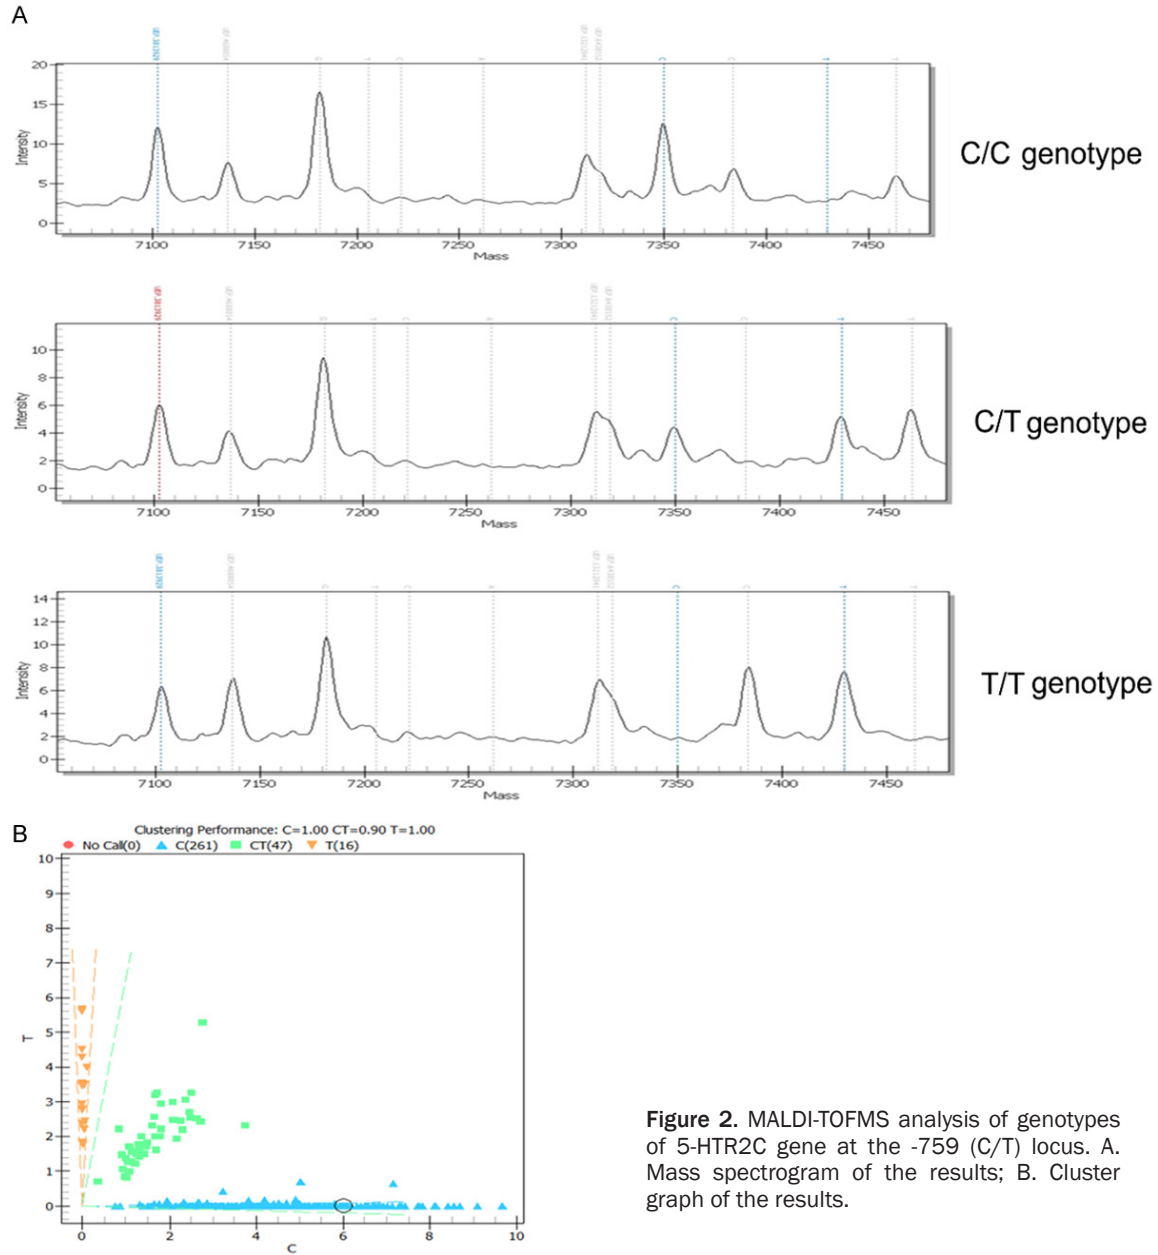 A
G
T
C
A
C
C
T
T
20
15
10
5
0
Intensity
7100
7150
7200
7250
7300
7350
7400
7450
Mass
C/C genotype
G
T
C
A
C
C
T
T
10
8
6
4
2
0
Intensity
7100
7150
7200
7250
7300
7350
7400
7450
Mass
C/T genotype
G
T
C
A
C
C
T
T
14
12
10
8
6
4
2
0
Intensity
7100
7150
7200
7250
7300
7350
7400
7450
Mass
T/T genotype
B
Clustering Performance: C=1.00 CT=0.90 T=1.00
No Call(0) C(261) CT(47) T(16)
10
9
8
7
6
5
4
3
2
1
0
T
0
2
4
6
8
10
C
Figure 2. MALDI-TOFMS analysis of genotypes
of 5-HTR2C gene at the -759 (C/T) locus. A.
Mass spectrogram of the results; B. Cluster
graph of the results.